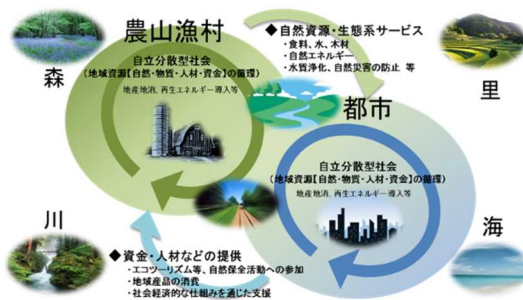 農山漁村
森
自立分散型社会
(地域資源【自然・物質・人材・資金】の循環)
地産地消、再生エネルギー導入等
◆自然資源・生態系サービス
・食料、水、木材
・自然エネルギー
・水質浄化、自然災害の防止 等
里
都市
自立分散型社会
(地域資源【自然・物質・人材・資金】の循環)
地産地消、再生エネルギー導入等
川
◆資金・人材などの提供
・エコツーリズム等、自然保全活動への参加
・地域産品の消費
・社会経済的な仕組を通じた支援
海